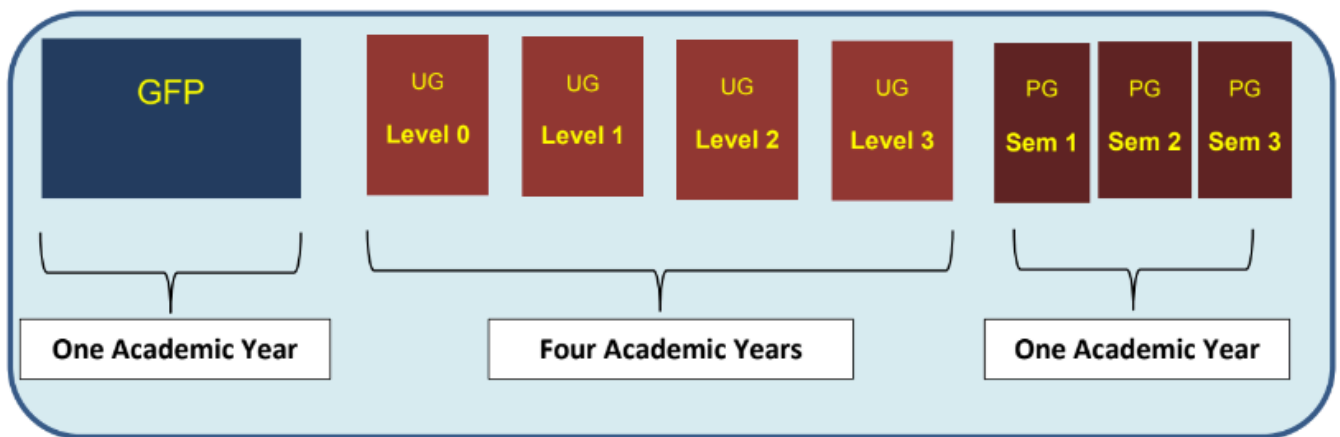 GFP
UG
Level 0
UG
Level 1
UG
Level 2
UG
Level 3
PG
Sem 1
PG
Sem 2
PG
Sem 3
One Academic Year
Four Academic Years
One Academic Year